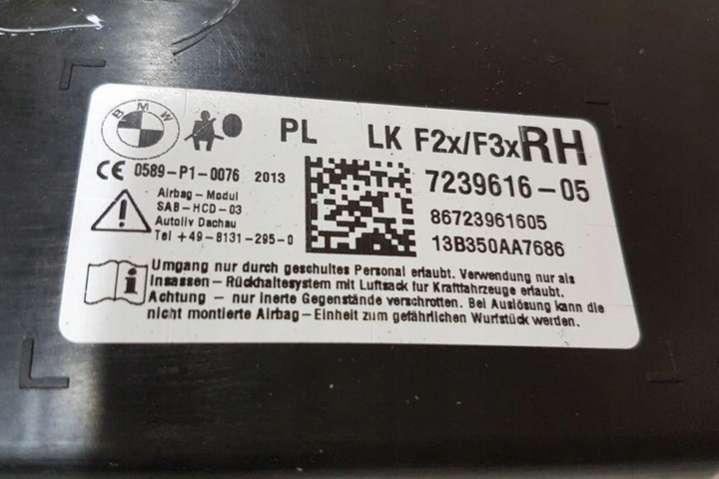 BMW
PL LK F2x/F3x RH
CE 0589-P1-0076 2013
7239616-05
Airbag-Modul
SAB-HCD-03
Autoliv Dachau
Tel +49-8131-295-0
86723961605
13B350AA7686
Umgang nur durch geschultes Personal erlaubt. Verwendung nur als
Insassen-Rückhaltesystem mit Luftsack für Kraftfahrzeuge erlaubt.
Achtung - nur inerte Gegenstände verschrotten. Bei Auslösung kann die
nicht montierte Airbag-Einheit zum gefährlichen Wurfstück werden.